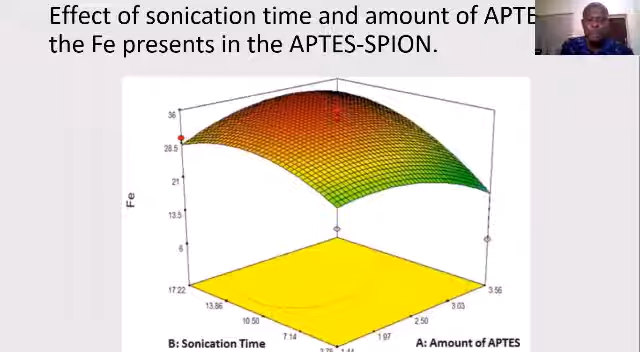 Effect of sonication time and amount of APTE
the Fe presents in the APTES-SPION.
36
28.5
21
13.5
6
Fe
17.22
13.86
10.50
7.14
3.56
3.03
2.50
1.97
1.44
B: Sonication Time
A: Amount of APTES